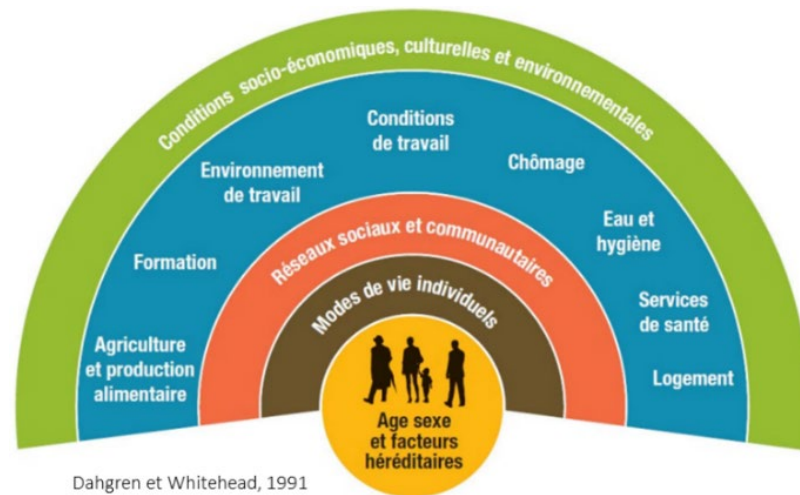 Conditions socio-économiques, culturelles et environnementales
Conditions
de travail
Environnement
de travail
Chômage
Formation
Eau et
hygiène
Agriculture
et production
alimentaire
Services
de santé
Logement
Réseaux sociaux et communautaires
Modes de vie individuels
Age sexe
et facteurs
héréditaires
Dahgren et Whitehead, 1991